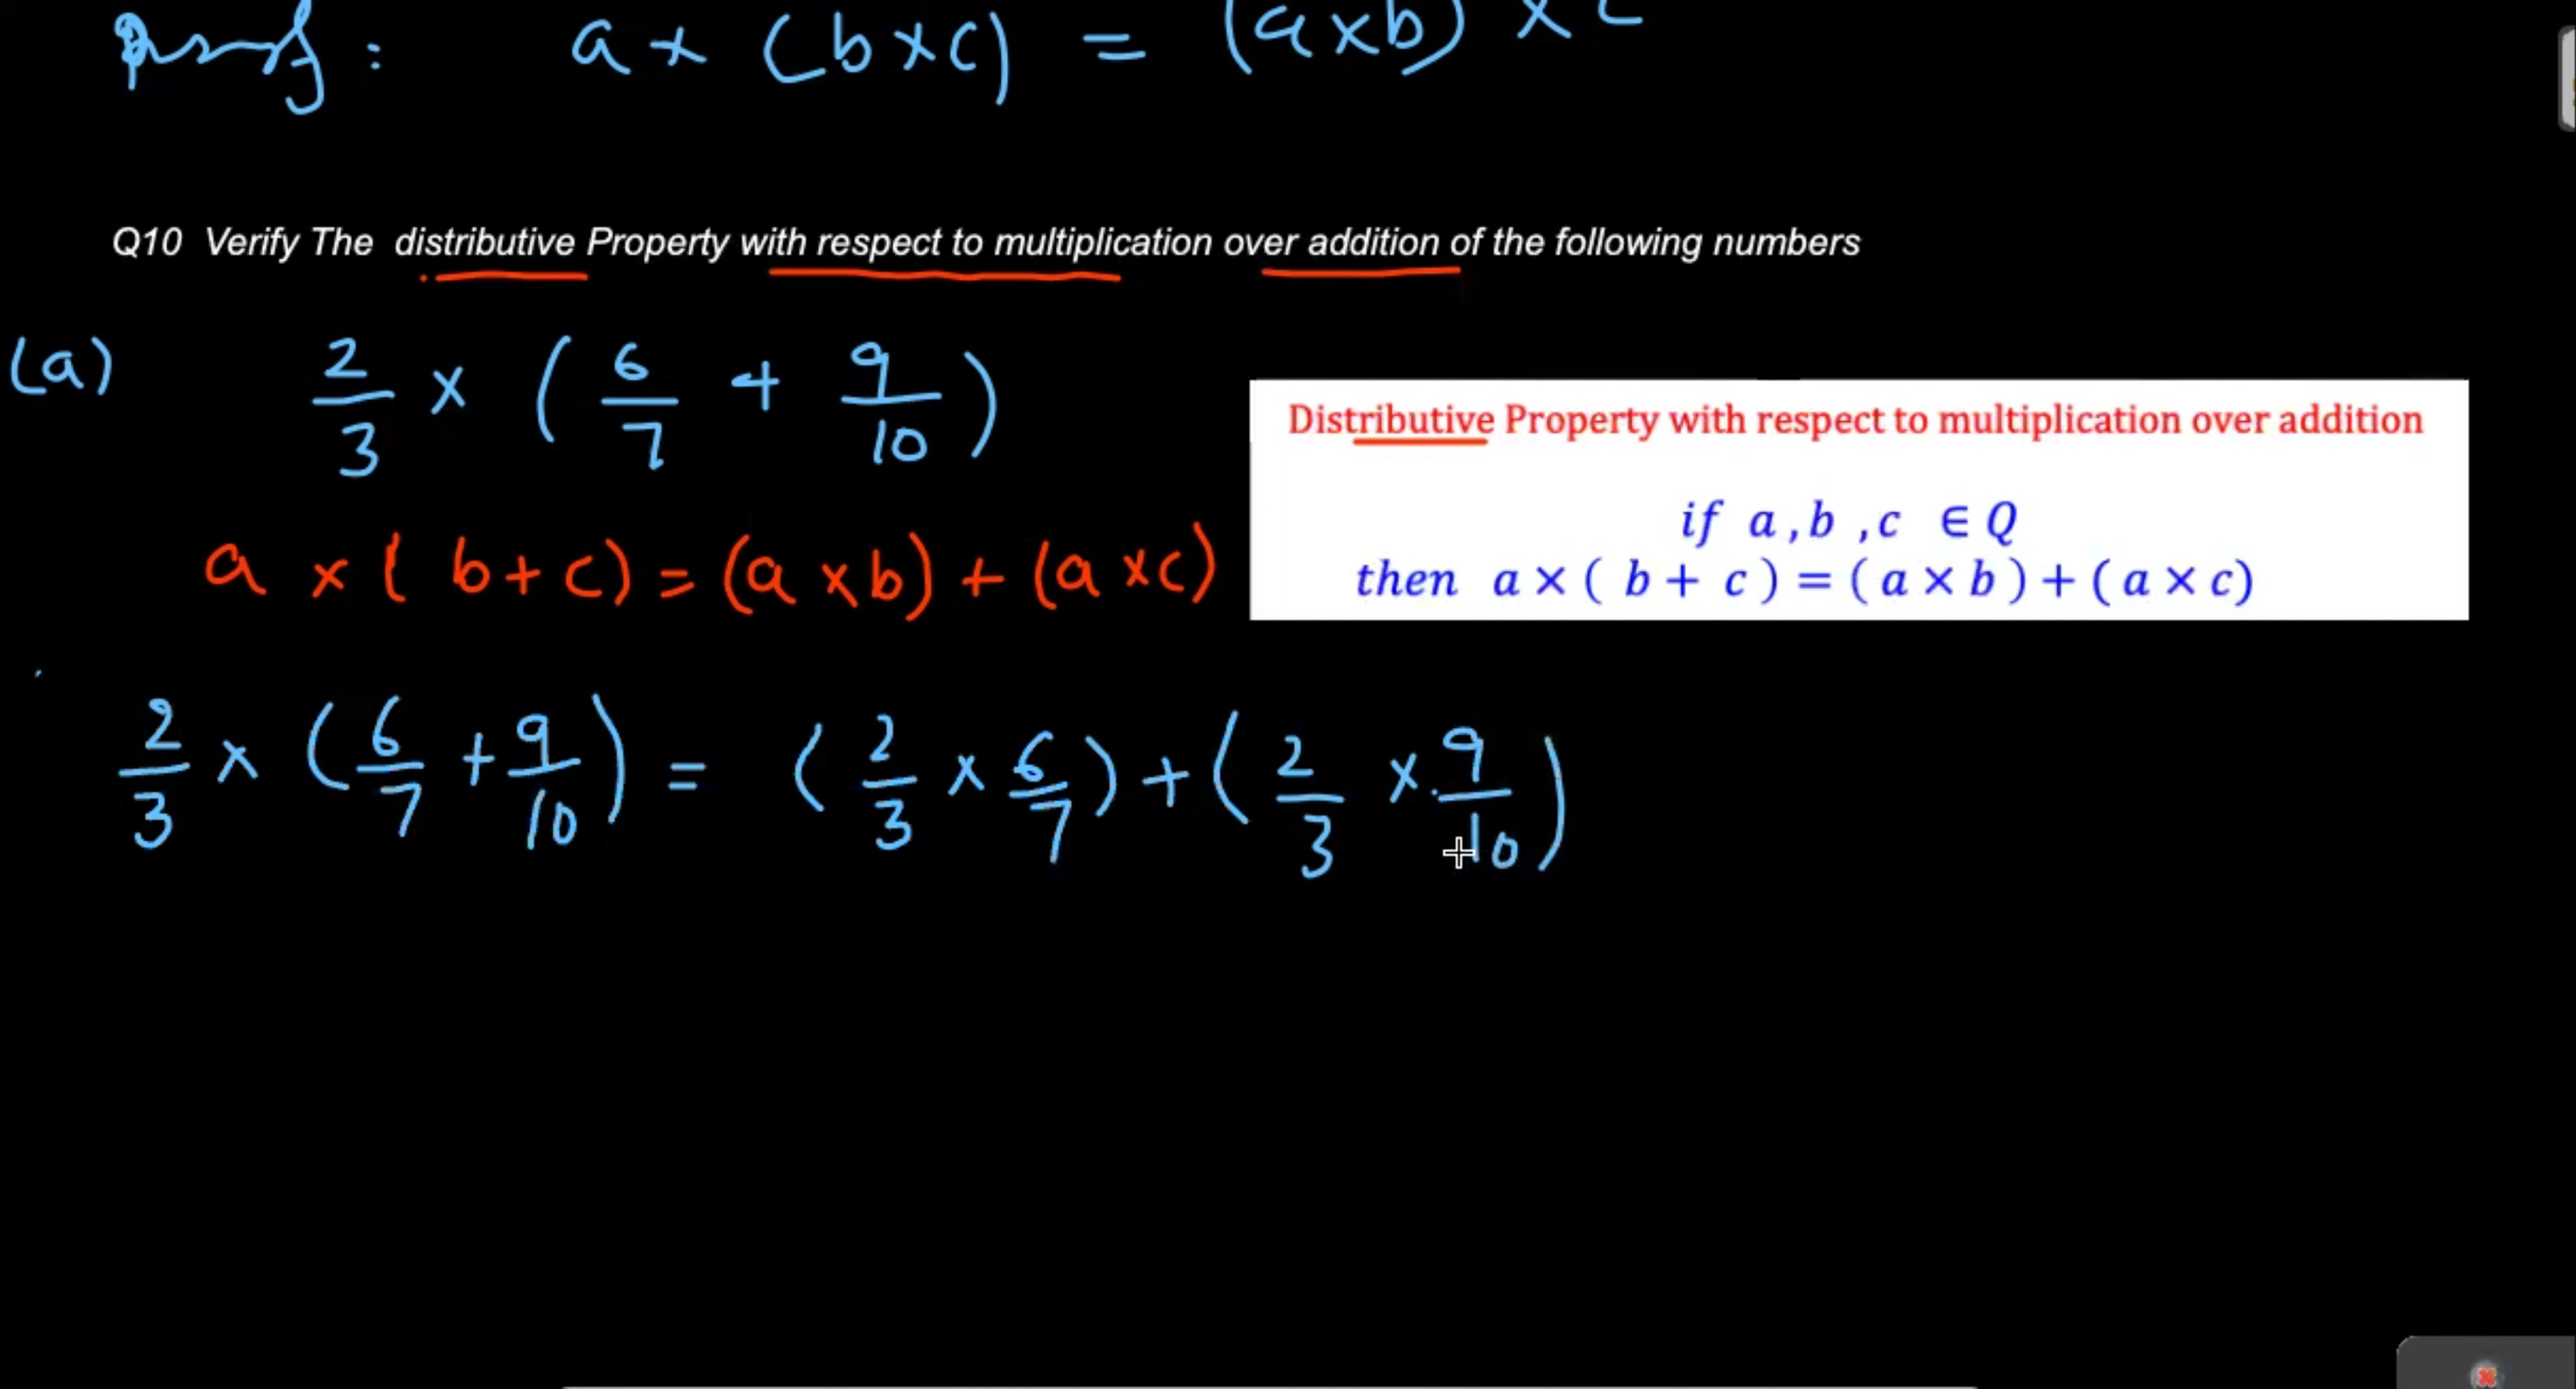 Proof : a × (b×c) = (a×b) × c
Q10 Verify The distributive Property with respect to multiplication over addition of the following numbers
(a) 2/3 × ( 6/7 + 9/10 )
Distributive Property with respect to multiplication over addition
if a , b , c ∈ Q
then a × ( b + c ) = ( a × b ) + ( a × c)
a × ( b + c) = (a × b) + (a × c)
2/3 × ( 6/7 + 9/10 ) = ( 2/3 × 6/7 ) + ( 2/3 × 9/10 )